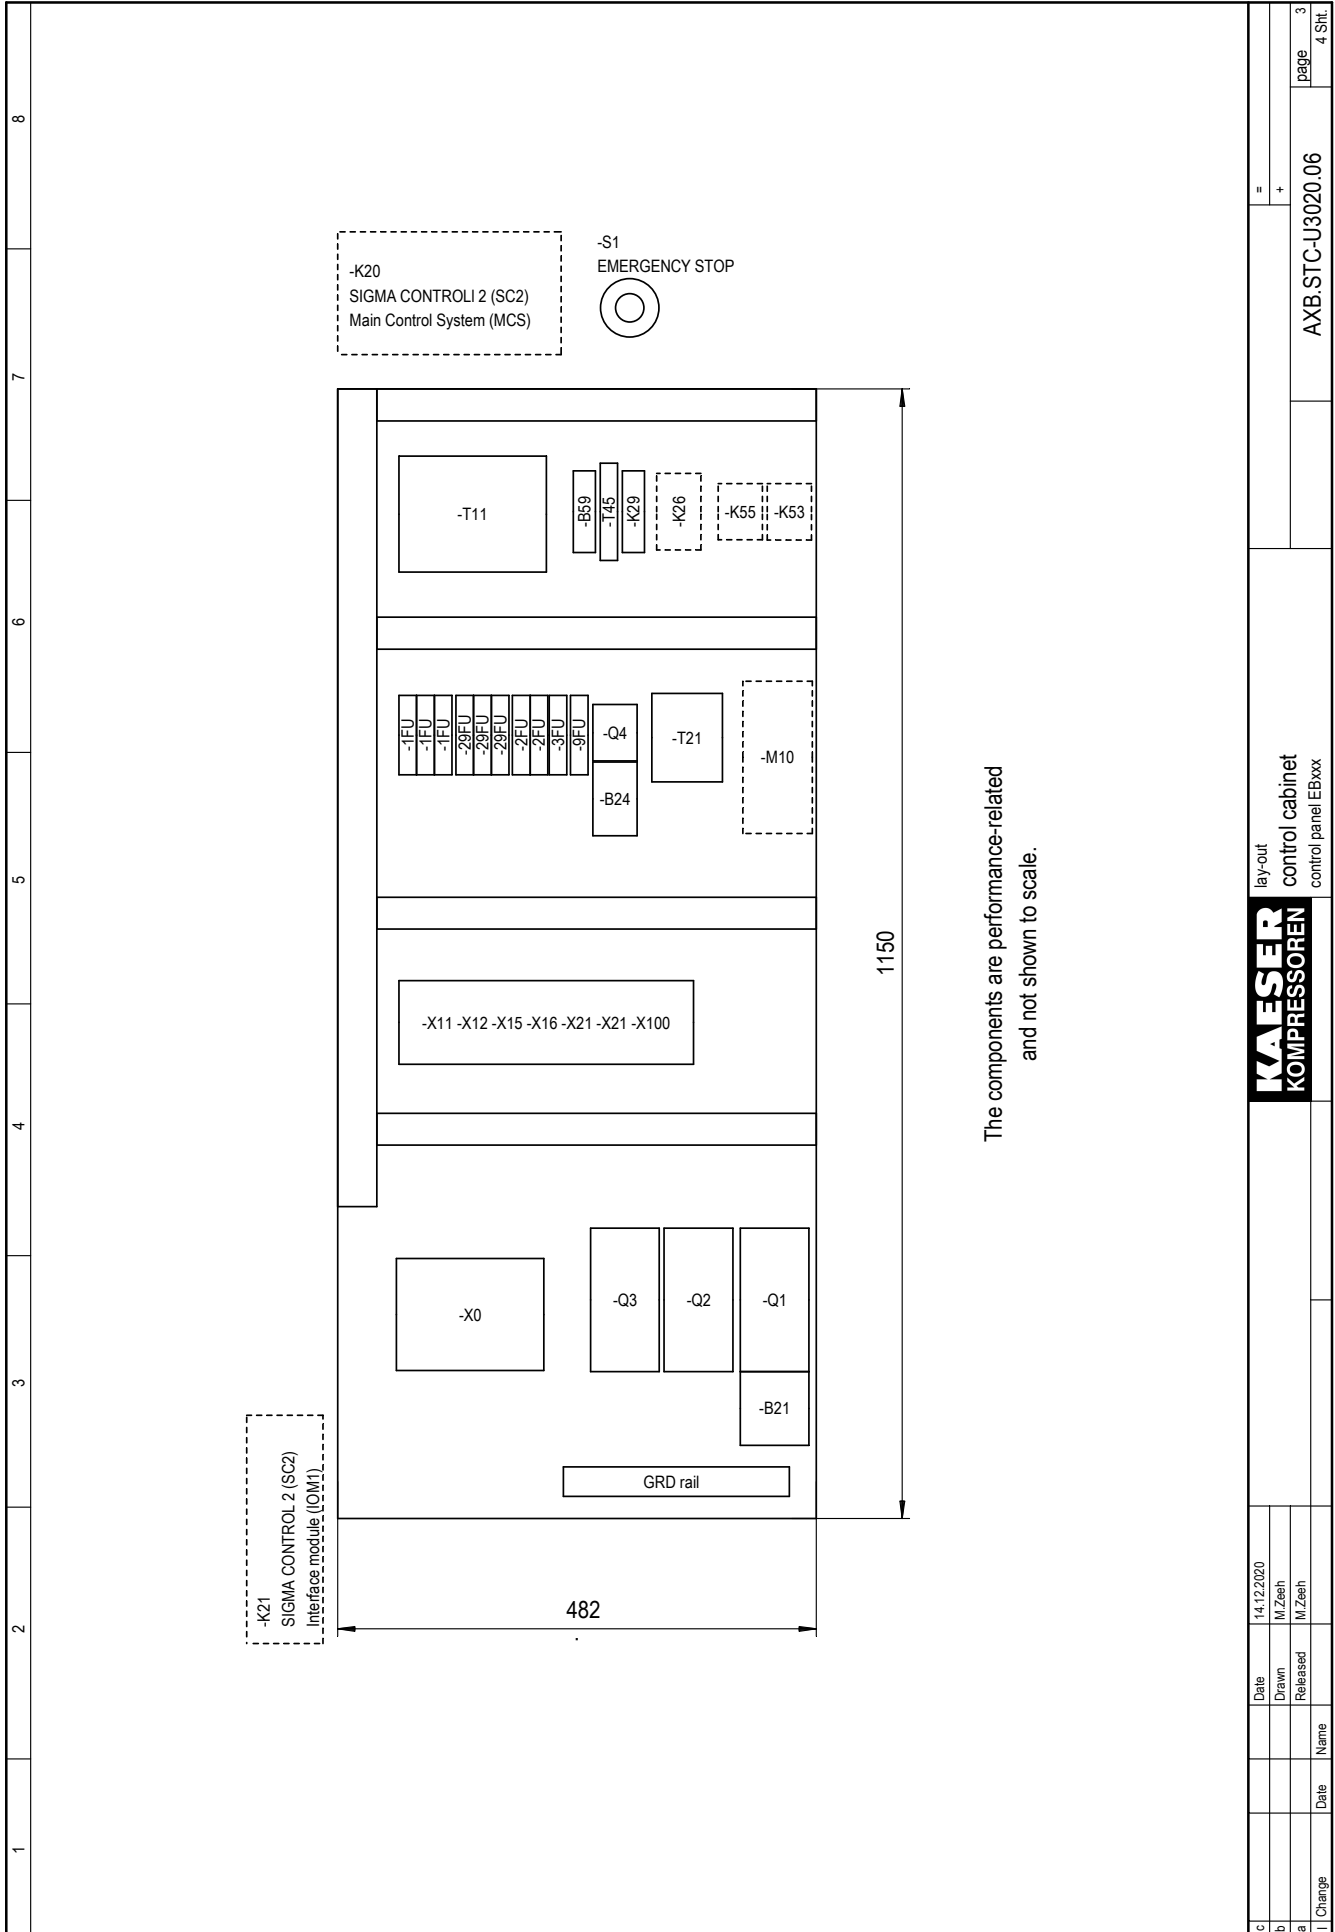 8
7
6
5
4
3
2
1
-K20
SIGMA CONTROLI 2 (SC2)
Main Control System (MCS)
-S1
EMERGENCY STOP
-T11
-B59
-T45
-K29
-K26
-K55
-K53
-1FU
-1FU
-1FU
-29FU
-29FU
-29FU
-2FU
-2FU
-3FU
-9FU
-Q4
-B24
-T21
-M10
-X11 -X12 -X15 -X16 -X21 -X21 -X100
-X0
-Q3
-Q2
-Q1
-B21
GRD rail
1150
482
-K21
SIGMA CONTROL 2 (SC2)
Interface module (IOM1)
The components are performance-related
and not shown to scale.
c
b
a
l
Change
Date
Name
Date
14.12.2020
Drawn
M.Zeeh
Released
M.Zeeh
KAESER
KOMPRESSOREN
lay-out
control cabinet
control panel EBxxx
=
+
AXB.STC-U3020.06
page 3
4 Sht.